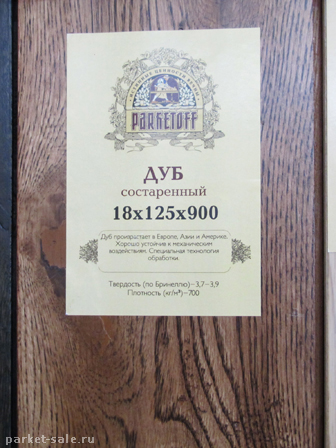 PARKETOFF
ДУБ
состаренный
18х125х900
Дуб произрастает в Европе, Азии и Америке.
Хорошо устойчив к механическим
воздействиям. Специальная технология
обработки.
Твердость (по Бринеллю)–3,7–3,9
Плотность (кг/м³)–700
parket-sale.ru